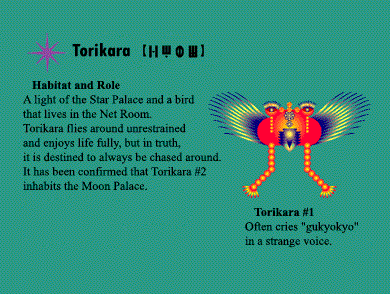 Torikara
Habitat and Role
A light of the Star Palace and a bird
that lives in the Net Room.
Torikara flies around unrestrained
and enjoys life fully, but in truth,
it is destined to always be chased around.
It has been confirmed that Torikara #2
inhabits the Moon Palace.
Torikara #1
Often cries "gukyokyo"
in a strange voice.